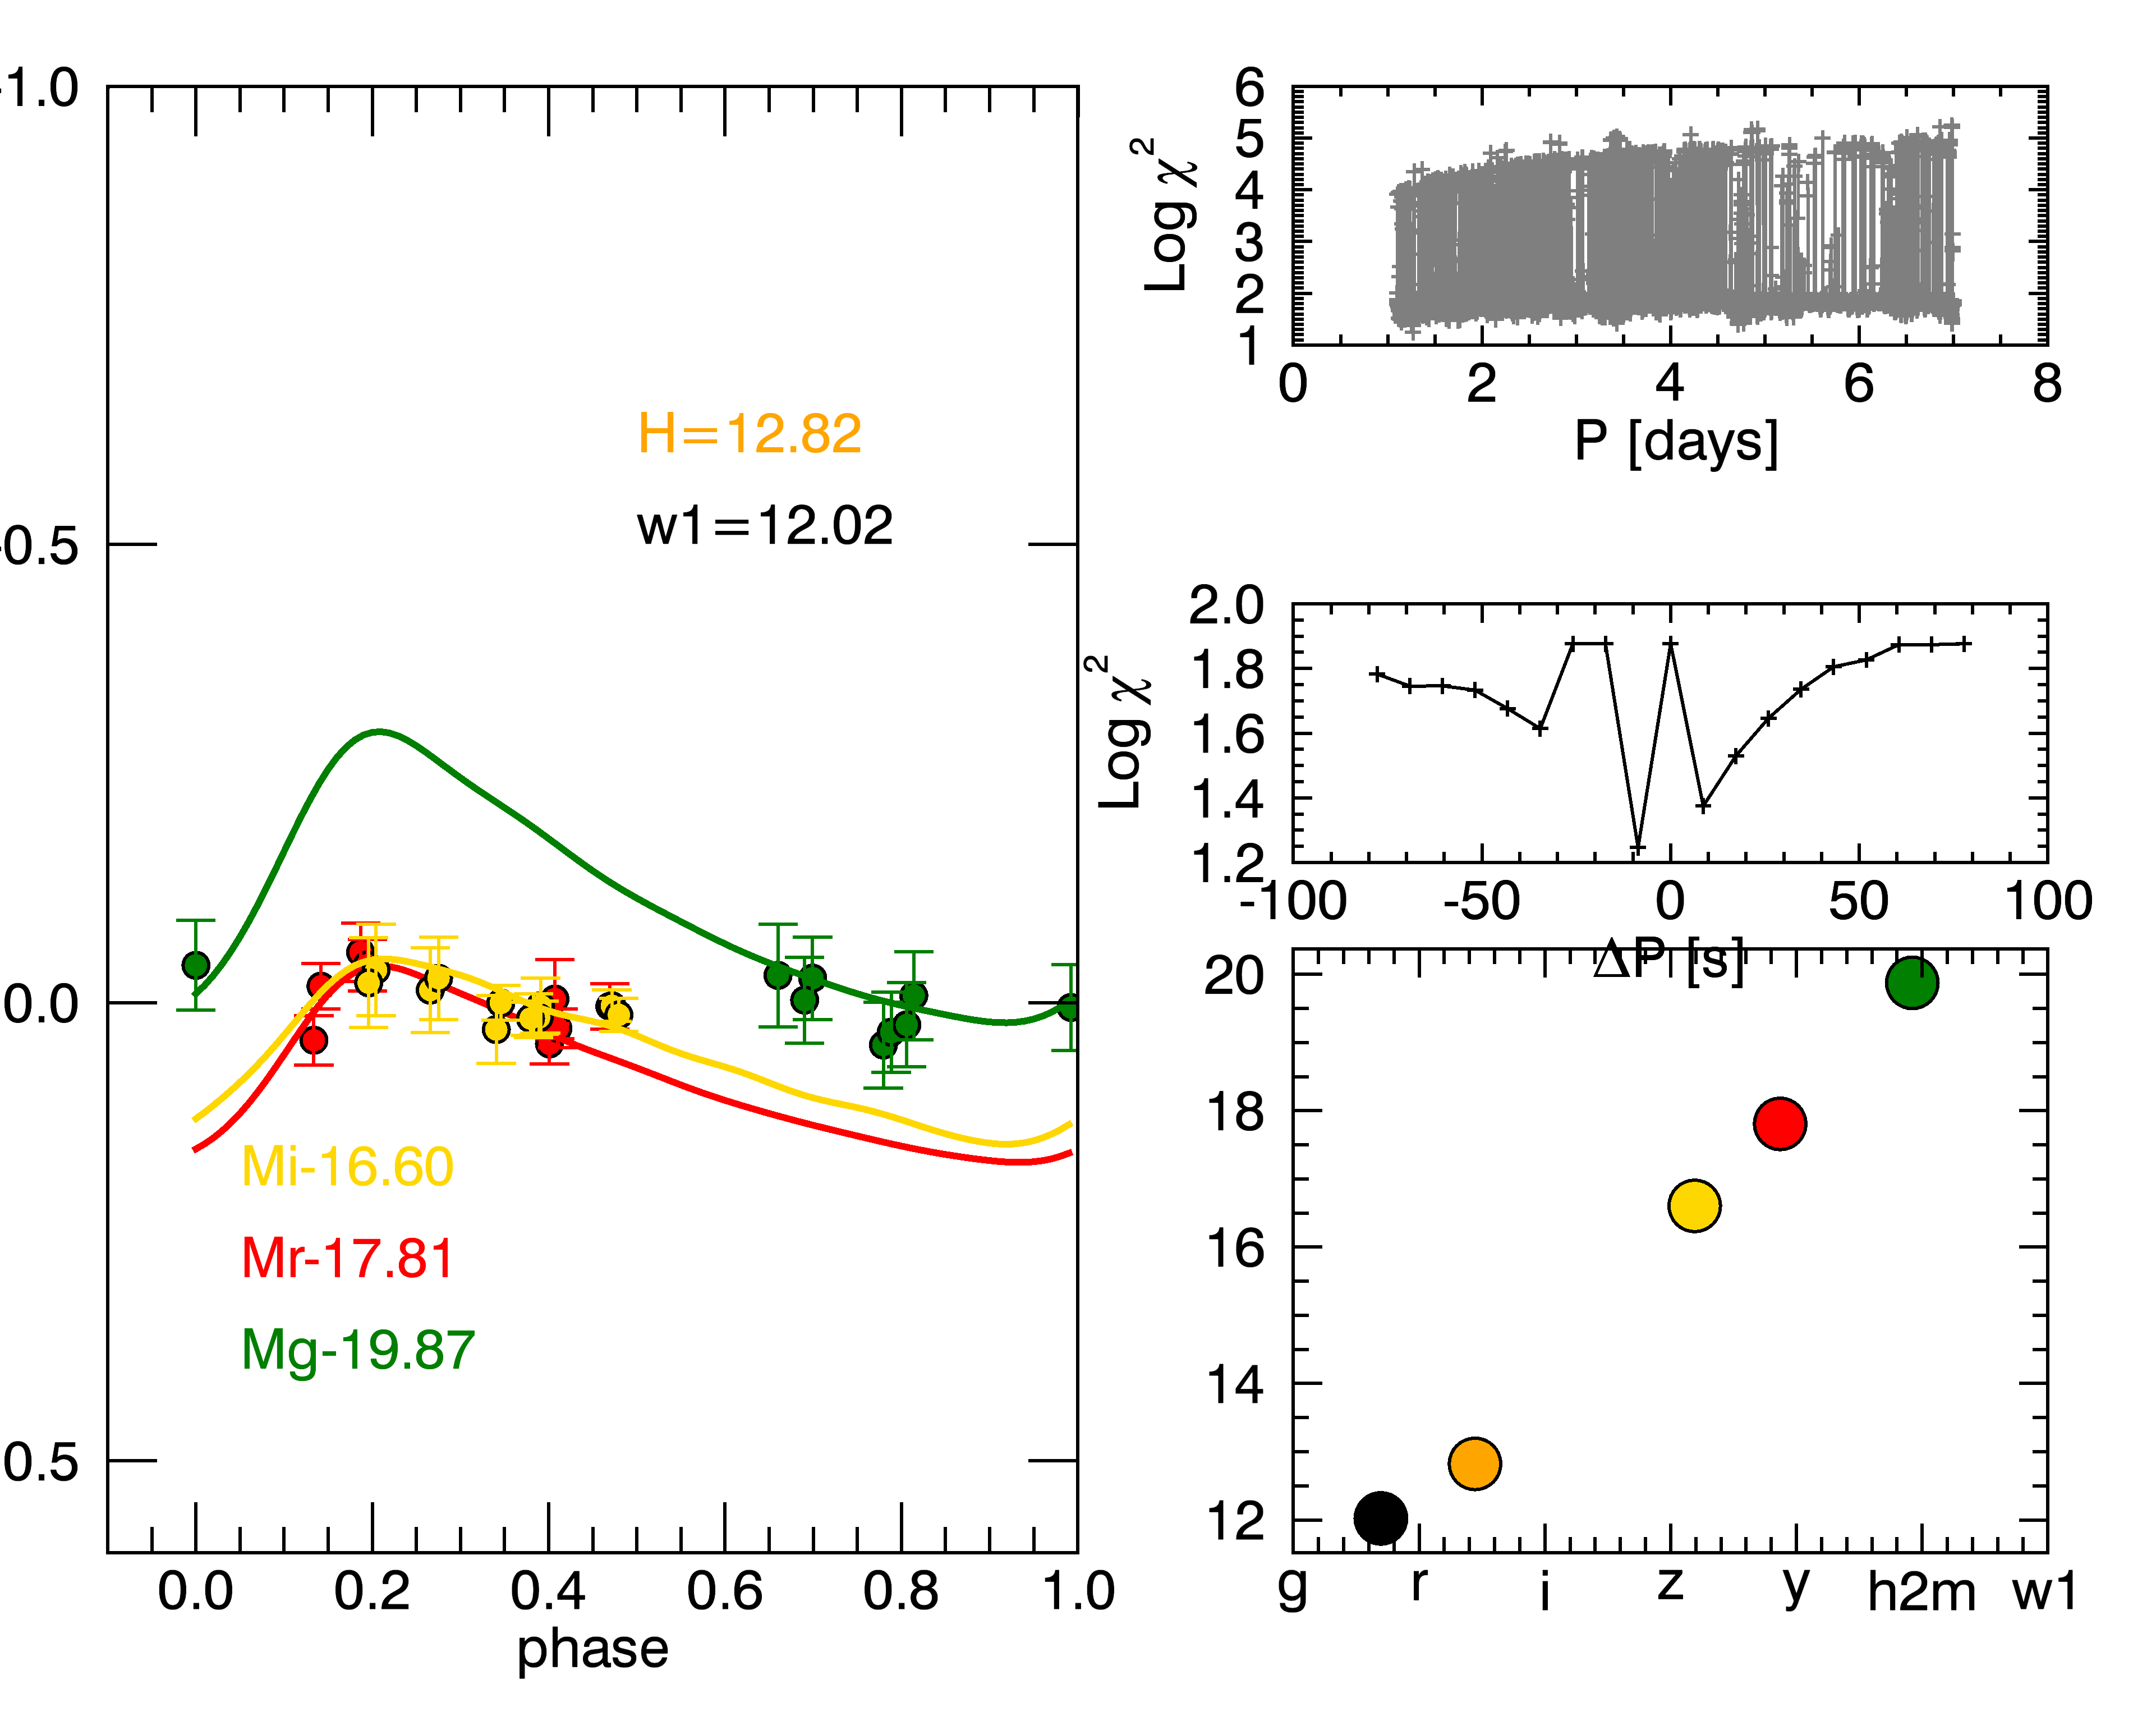 -1.0
-0.5
0.0
0.5
0.0 0.2 0.4 0.6 0.8 1.0
phase
H=12.82
w1=12.02
Mi-16.60
Mr-17.81
Mg-19.87
Log χ²
6
5
4
3
2
1
0 2 4 6 8
P [days]
Log χ²
2.0
1.8
1.6
1.4
1.2
-100 -50 0 50 100
ΔP [s]
20
18
16
14
12
g r i z y h2m w1